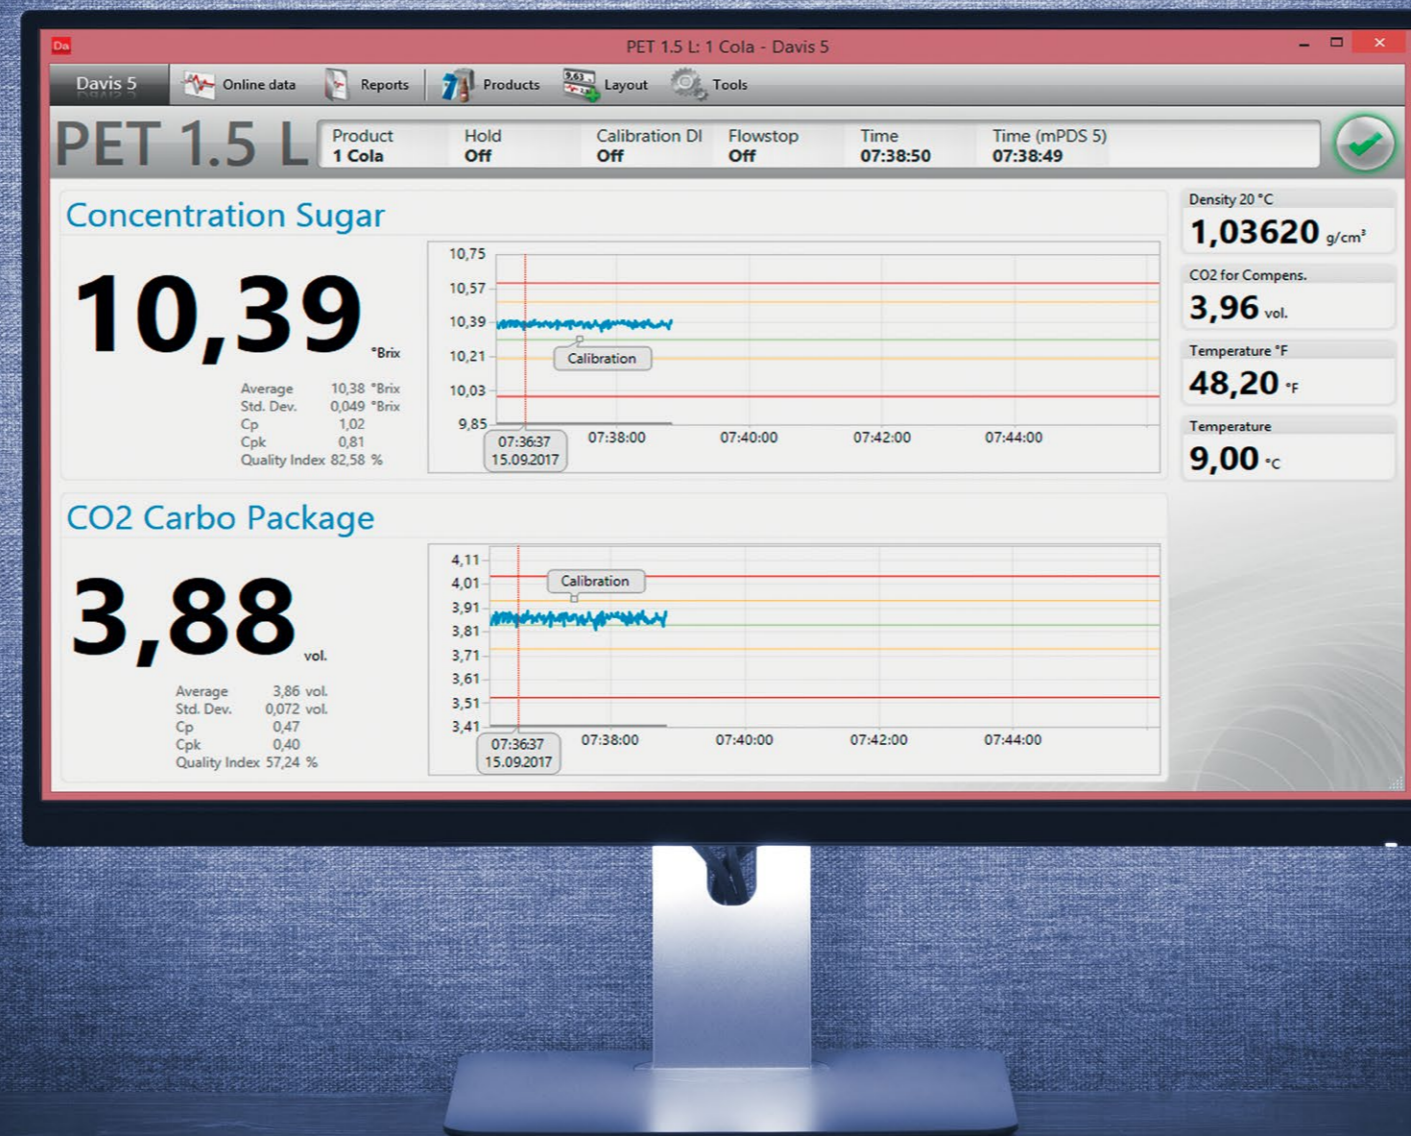 Da
PET 1.5 L: 1 Cola - Davis 5
Davis 5 Online data Reports Products Layout Tools
PET 1.5 L
Product Hold Calibration DI Flowstop Time Time (mPDS 5)
1 Cola Off Off Off 07:38:50 07:38:49
Concentration Sugar
10,39 °Brix
Average 10,38 °Brix
Std. Dev. 0,049 °Brix
Cp 1,02
Cpk 0,81
Quality Index 82,58 %
10,75
10,57
10,39
10,21
10,03
9,85
Calibration
07:36:37
15.09.2017
07:38:00 07:40:00 07:42:00 07:44:00
Density 20 °C
1,03620 g/cm³
CO2 for Compens.
3,96 vol.
Temperature °F
48,20 °F
Temperature
9,00 °C
CO2 Carbo Package
3,88 vol.
Average 3,86 vol.
Std. Dev. 0,072 vol.
Cp 0,47
Cpk 0,40
Quality Index 57,24 %
4,11
4,01
3,91
3,81
3,71
3,61
3,51
3,41
Calibration
07:36:37
15.09.2017
07:38:00 07:40:00 07:42:00 07:44:00